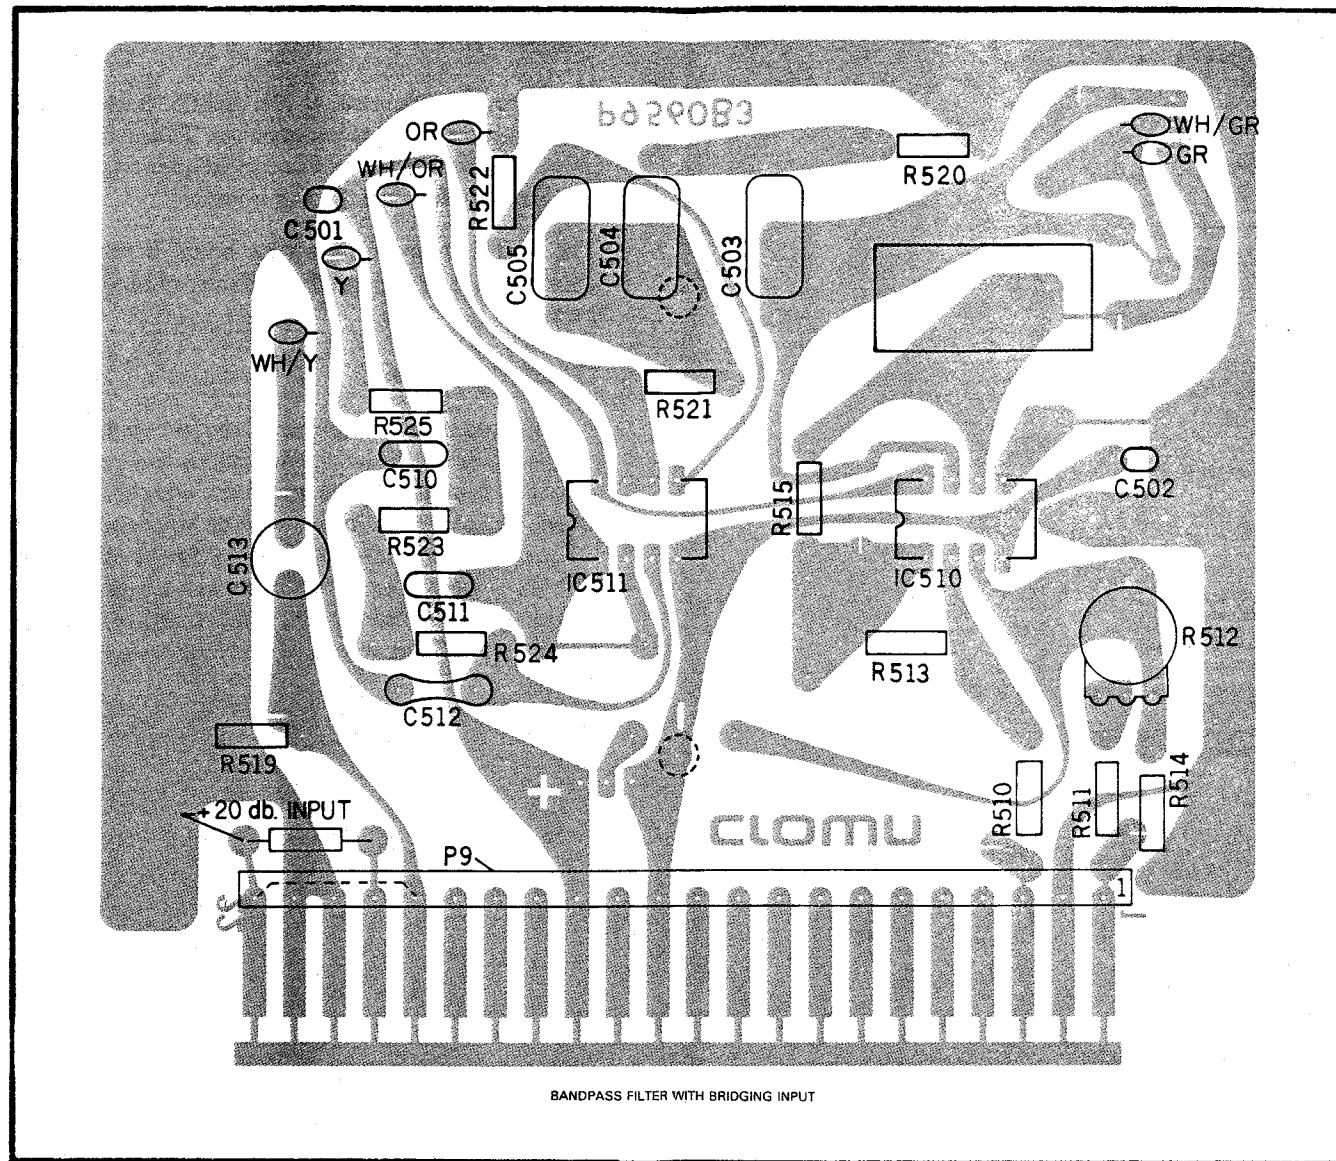 P936083
OR
WH/OR
WH/GR
GR
R522
R520
C501
C505
C504
C503
Y
WH/Y
R521
R525
C510
R515
C502
R523
C513
IC511
IC510
C511
R524
R513
R512
C512
R519
+20 db. INPUT
+
R510
R511
R514
P9
CLOMU
1
BANDPASS FILTER WITH BRIDGING INPUT